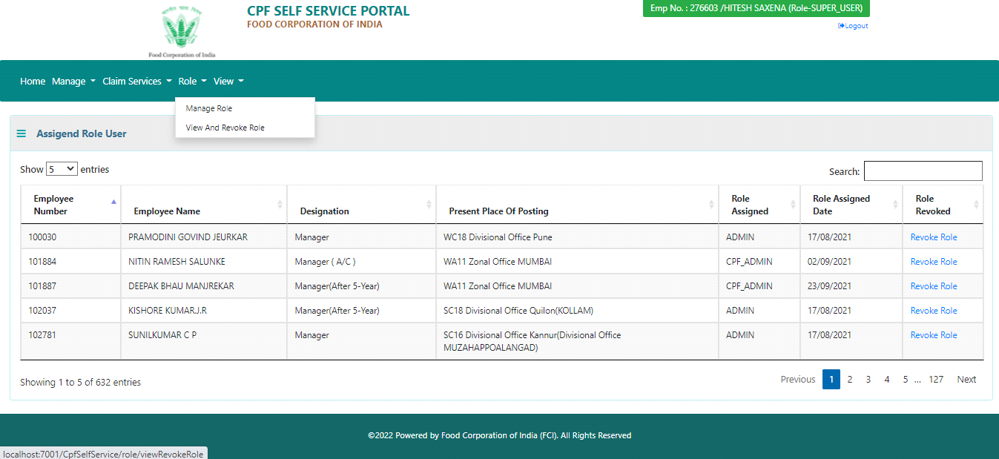 CPF SELF SERVICE PORTAL
FOOD CORPORATION OF INDIA
Food Corporation of India
Emp No. : 276603 /HITESH SAXENA (Role-SUPER_USER)
Logout
Home Manage Claim Services Role View
Manage Role
View And Revoke Role
Assigend Role User
Show 5 entries
Search:
Employee Number Employee Name Designation Present Place Of Posting Role Assigned Role Assigned Date Role Revoked
100030 PRAMODINI GOVIND JEURKAR Manager WC18 Divisional Office Pune ADMIN 17/08/2021 Revoke Role
101884 NITIN RAMESH SALUNKE Manager ( A/C ) WA11 Zonal Office MUMBAI CPF_ADMIN 02/09/2021 Revoke Role
101887 DEEPAK BHAU MANJREKAR Manager(After 5-Year) WA11 Zonal Office MUMBAI CPF_ADMIN 23/09/2021 Revoke Role
102037 KISHORE KUMAR.J.R Manager(After 5-Year) SC18 Divisional Office Quilon(KOLLAM) ADMIN 17/08/2021 Revoke Role
102781 SUNILKUMAR C P Manager SC16 Divisional Office Kannur(Divisional Office MUZAHAPPOALANGAD) ADMIN 17/08/2021 Revoke Role
Showing 1 to 5 of 632 entries
Previous 1 2 3 4 5 ... 127 Next
©2022 Powered by Food Corporation of India (FCI). All Rights Reserved
localhost:7001/CpfSelfService/role/viewRevokeRole